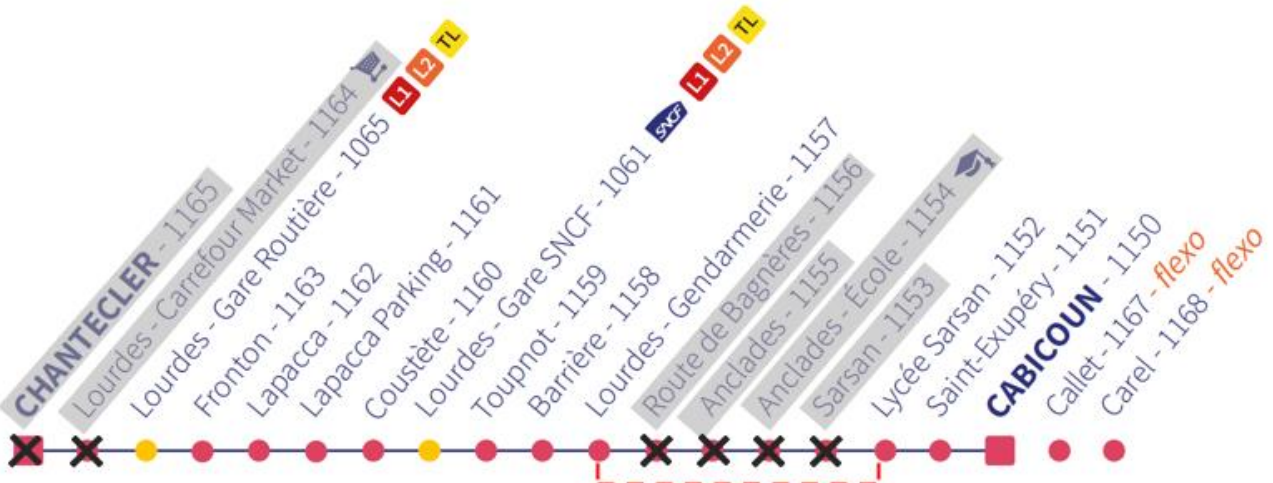 CHANTECLER - 1165
Lourdes - Carrefour Market - 1164
Lourdes - Gare Routière - 1065 L1 L2 TL
Fronton - 1163
Lapacca - 1162
Lapacca Parking - 1161
Coustète - 1160
Lourdes - Gare SNCF - 1061 SNCF L1 L2 TL
Toupnot - 1159
Barrière - 1158
Lourdes - Gendarmerie - 1157
Route de Bagnères - 1156
Anclades - 1155
Anclades - École - 1154
Sarsan - 1153
Lycée Sarsan - 1152
Saint-Exupéry - 1151
CABICOUN - 1150
Callet - 1167 - flexo
Carel - 1168 - flexo